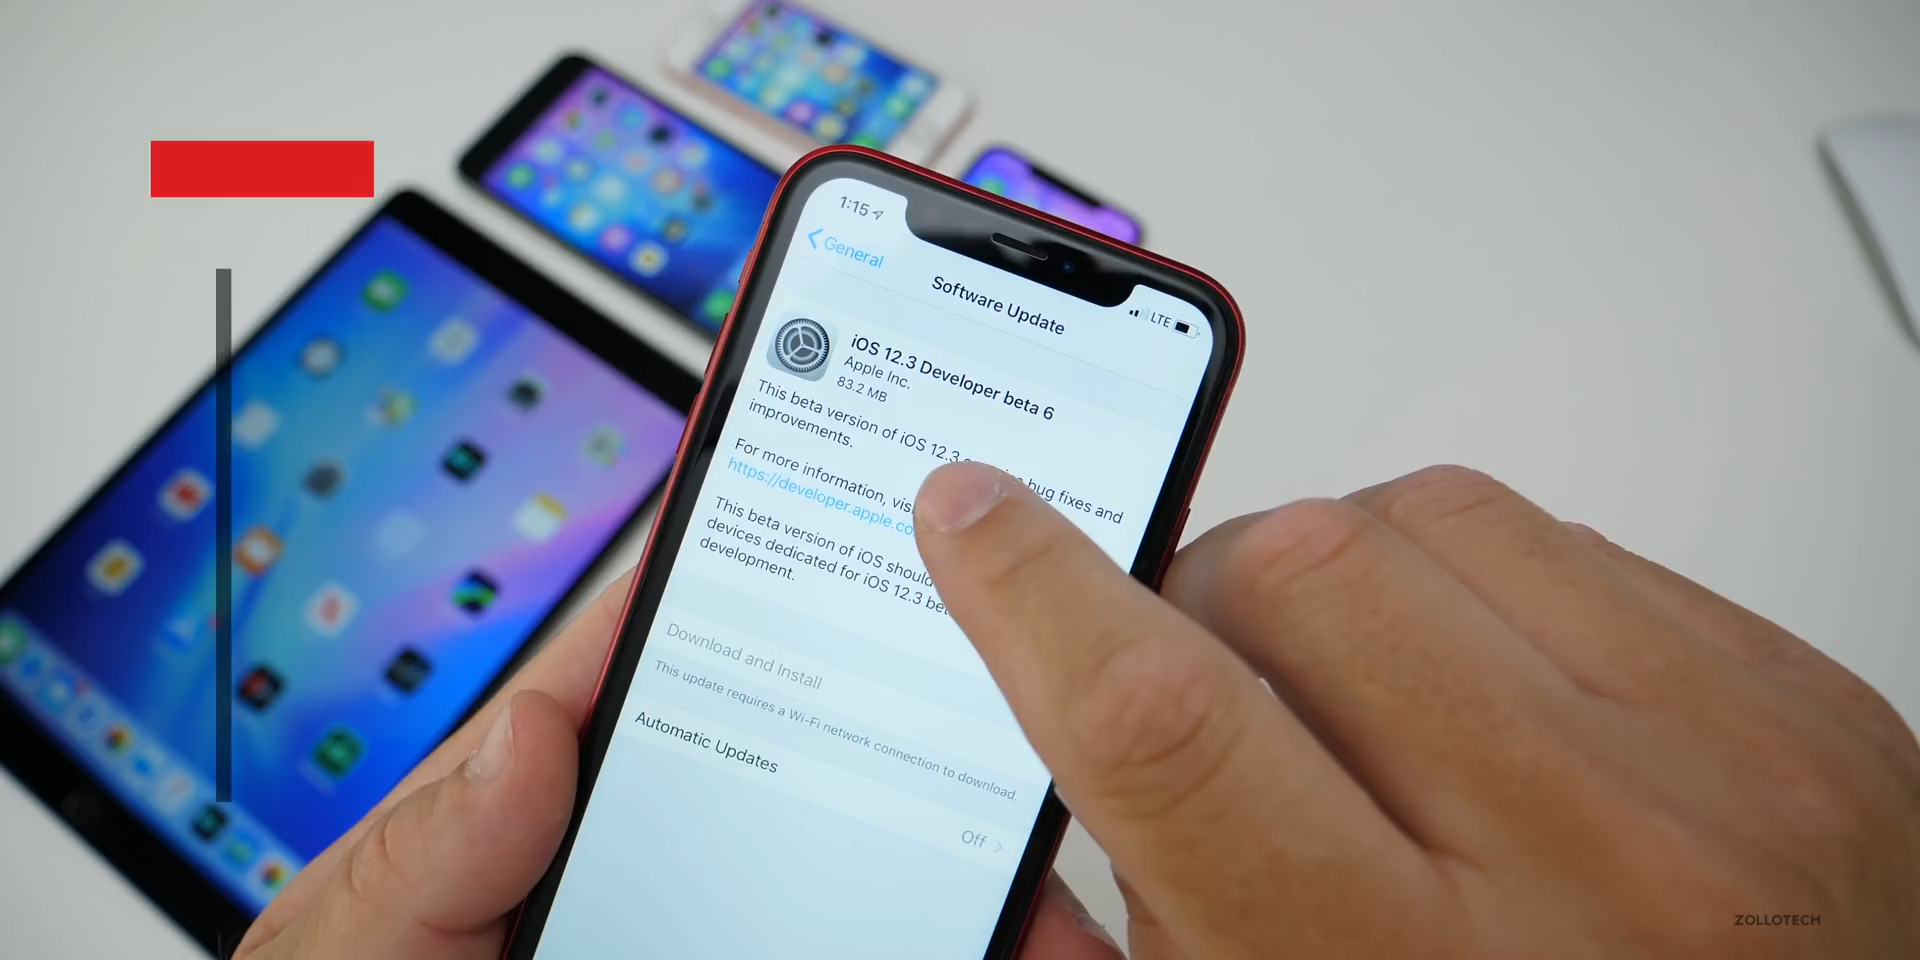 1:15
General
LTE
Software Update
iOS 12.3 Developer beta 6
Apple Inc.
83.2 MB
This beta version of iOS 12.3 bug fixes and
improvements.
For more information,
https://developer.apple.co
This beta version of iOS should
devices dedicated for iOS 12.3
development.
Download and Install
This update requires a Wi-Fi network connection to download.
Automatic Updates
Off
ZOLLOTECH